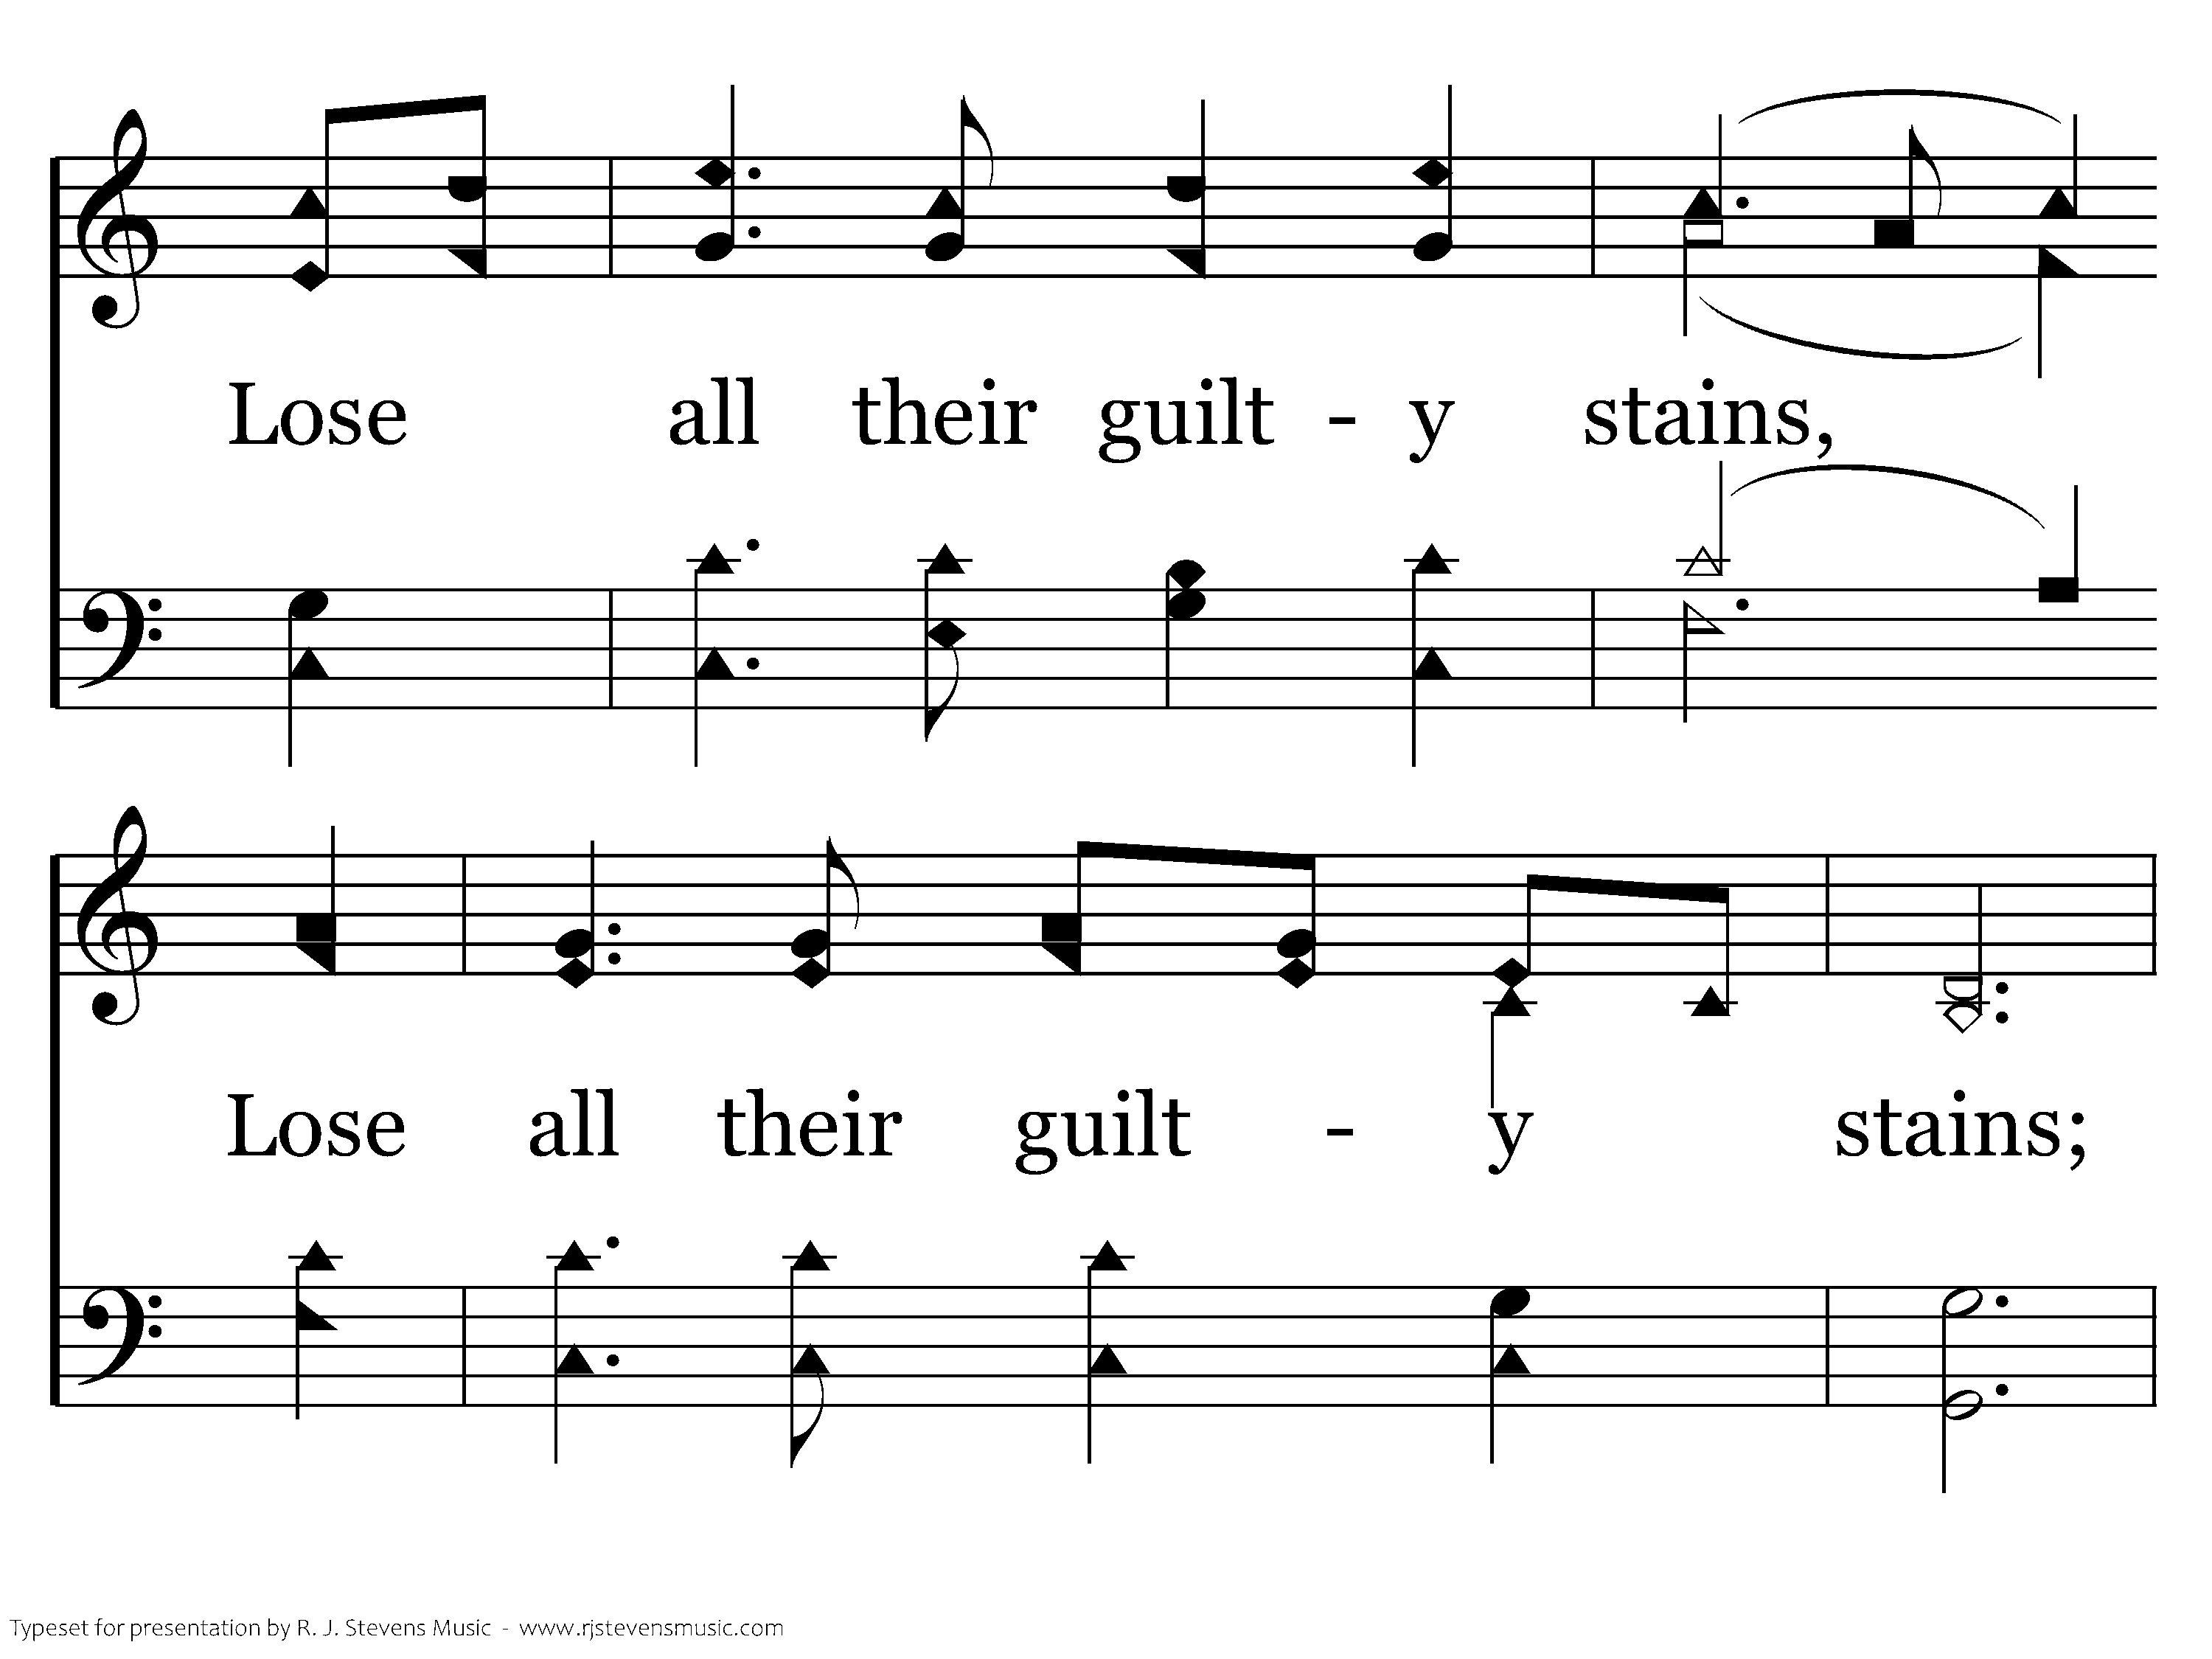 Lose all their guilt - y stains,
Lose all their guilt - y stains;
Typeset for presentation by R. J. Stevens Music - www.rjstevensmusic.com